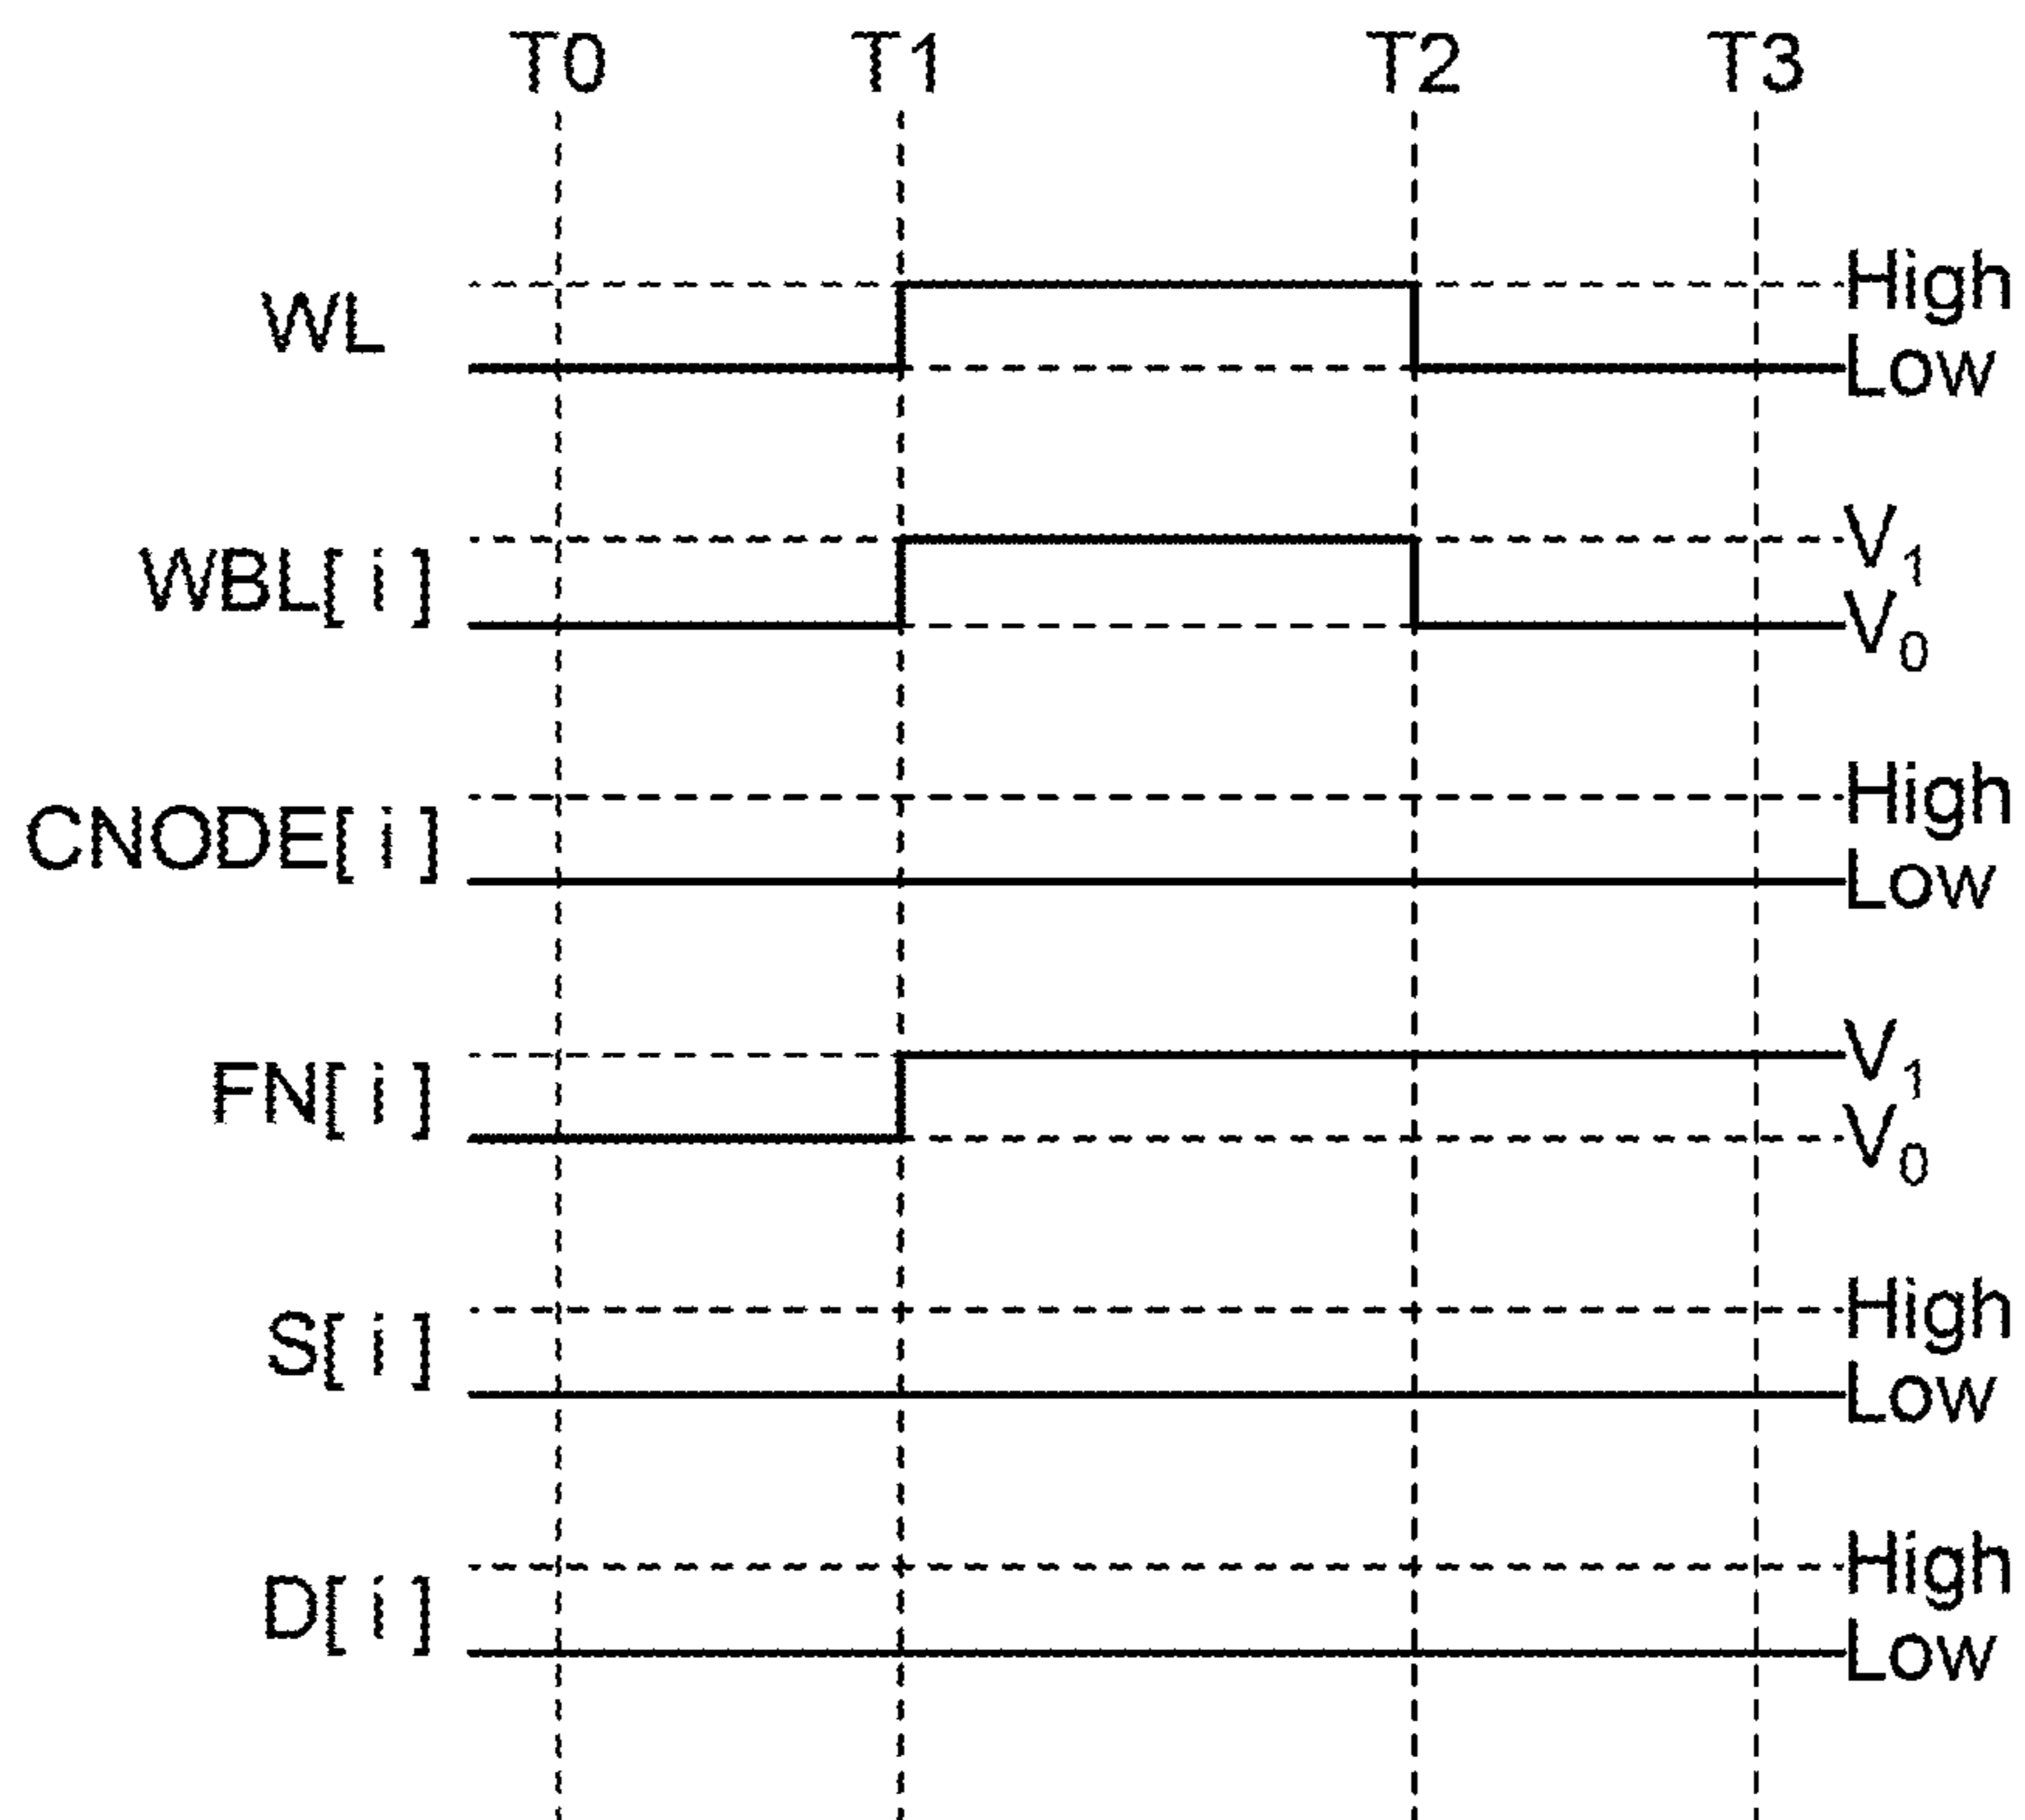 T0 T1 T2 T3
WL High
Low
WBL[ i ] V1
V0
CNODE[ i ] High
Low
FN[ i ] V1
V0
S[ i ] High
Low
D[ i ] High
Low